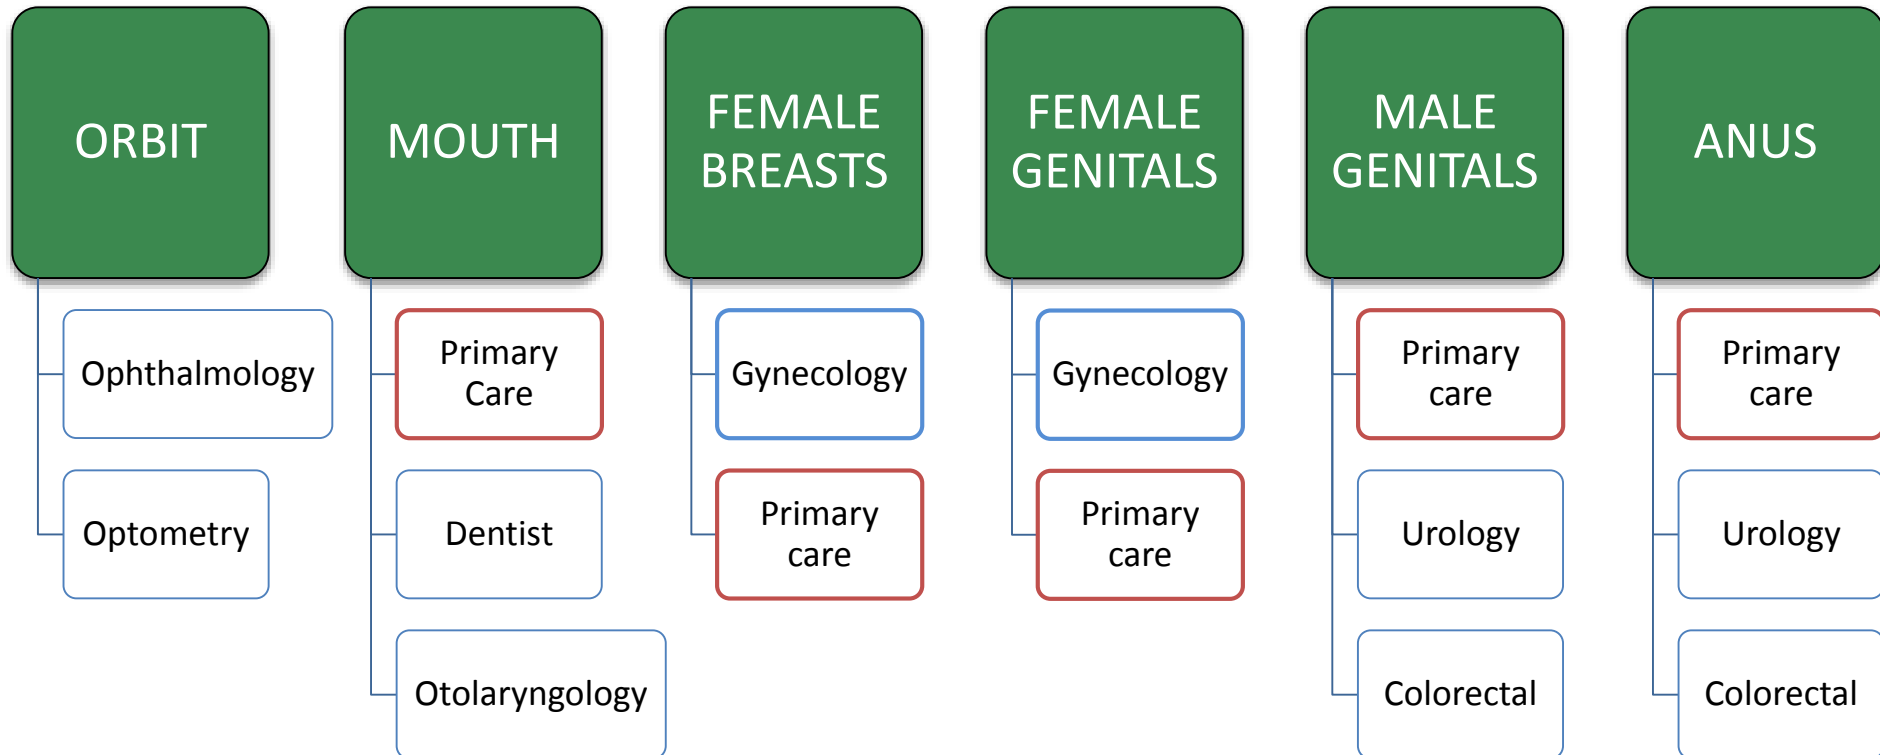 ORBIT
Ophthalmology
Optometry
MOUTH
Primary
Care
Dentist
Otolaryngology
FEMALE
BREASTS
Gynecology
Primary
care
FEMALE
GENITALS
Gynecology
Primary
care
MALE
GENITALS
Primary
care
Urology
Colorectal
ANUS
Primary
care
Urology
Colorectal